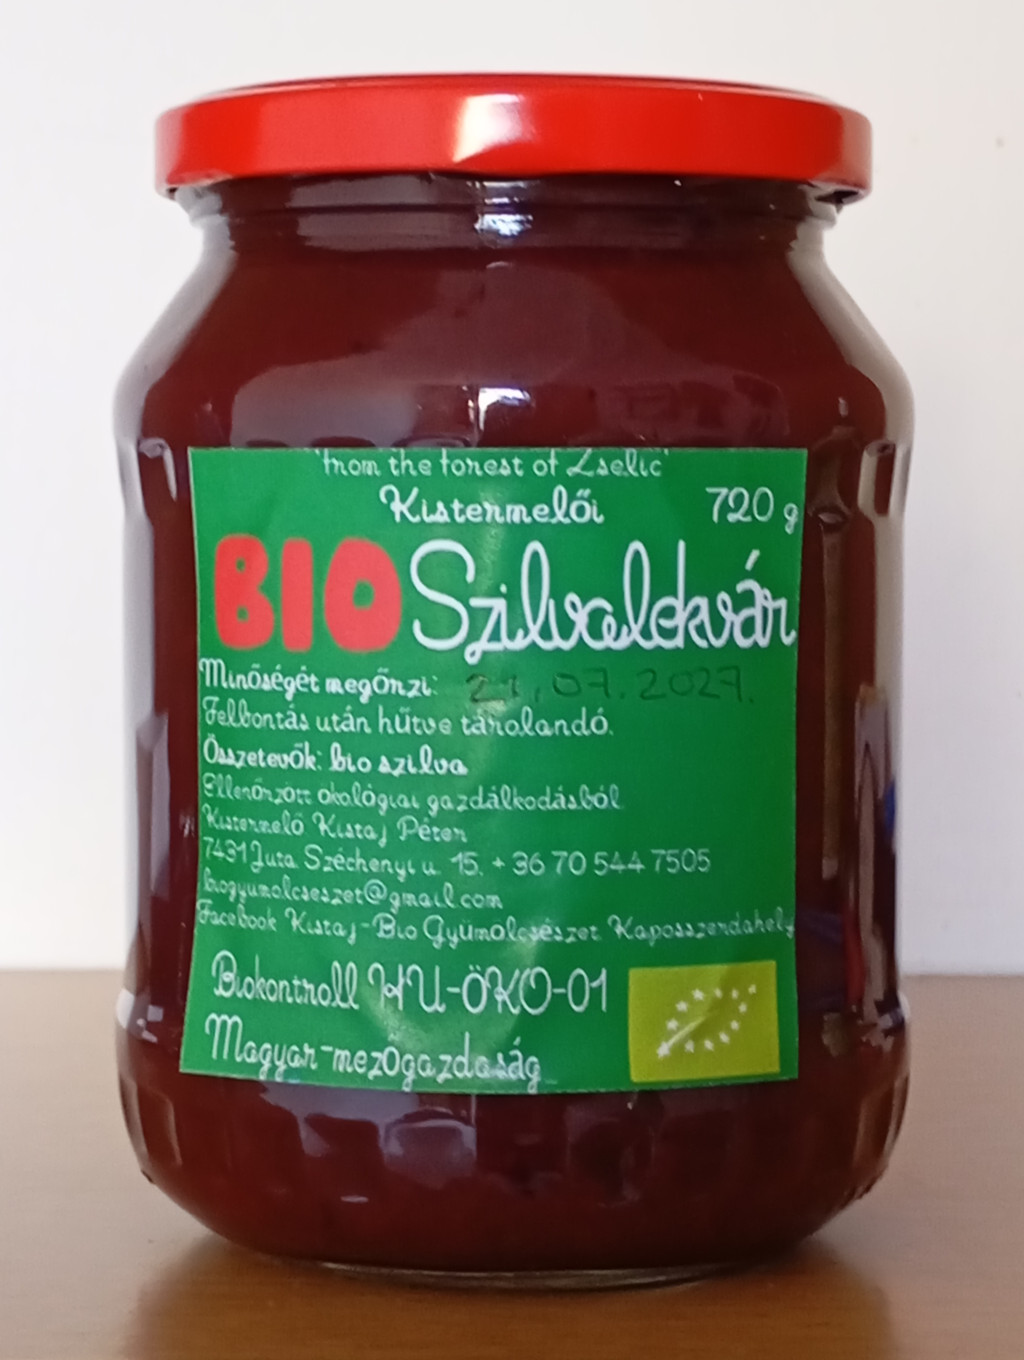 "from the forest of Zselic"
Kistermelői 720 g
BIO Szilvalekvár
Minőségét megőrzi: 21.07.2027.
Felbontás után hűtve tárolandó.
Összetevők: bio szilva
Ellenőrzött ökológiai gazdálkodásból
Kistermelő Kistaj Péter
7431 Juta Széchenyi u. 15. + 36 70 544 7505
biogyumolcseszet@gmail.com
Facebook Kistaj-Bio Gyümölcsészet Kaposszerdahely
Biokontroll HU-ÖKO-01
Magyar-mezőgazdaság